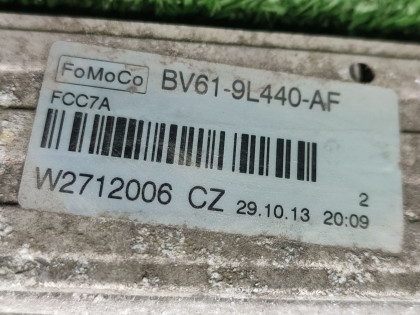 FoMoCo BV61-9L440-AF
FCC7A
2
W2712006 CZ 29.10.13 20:09